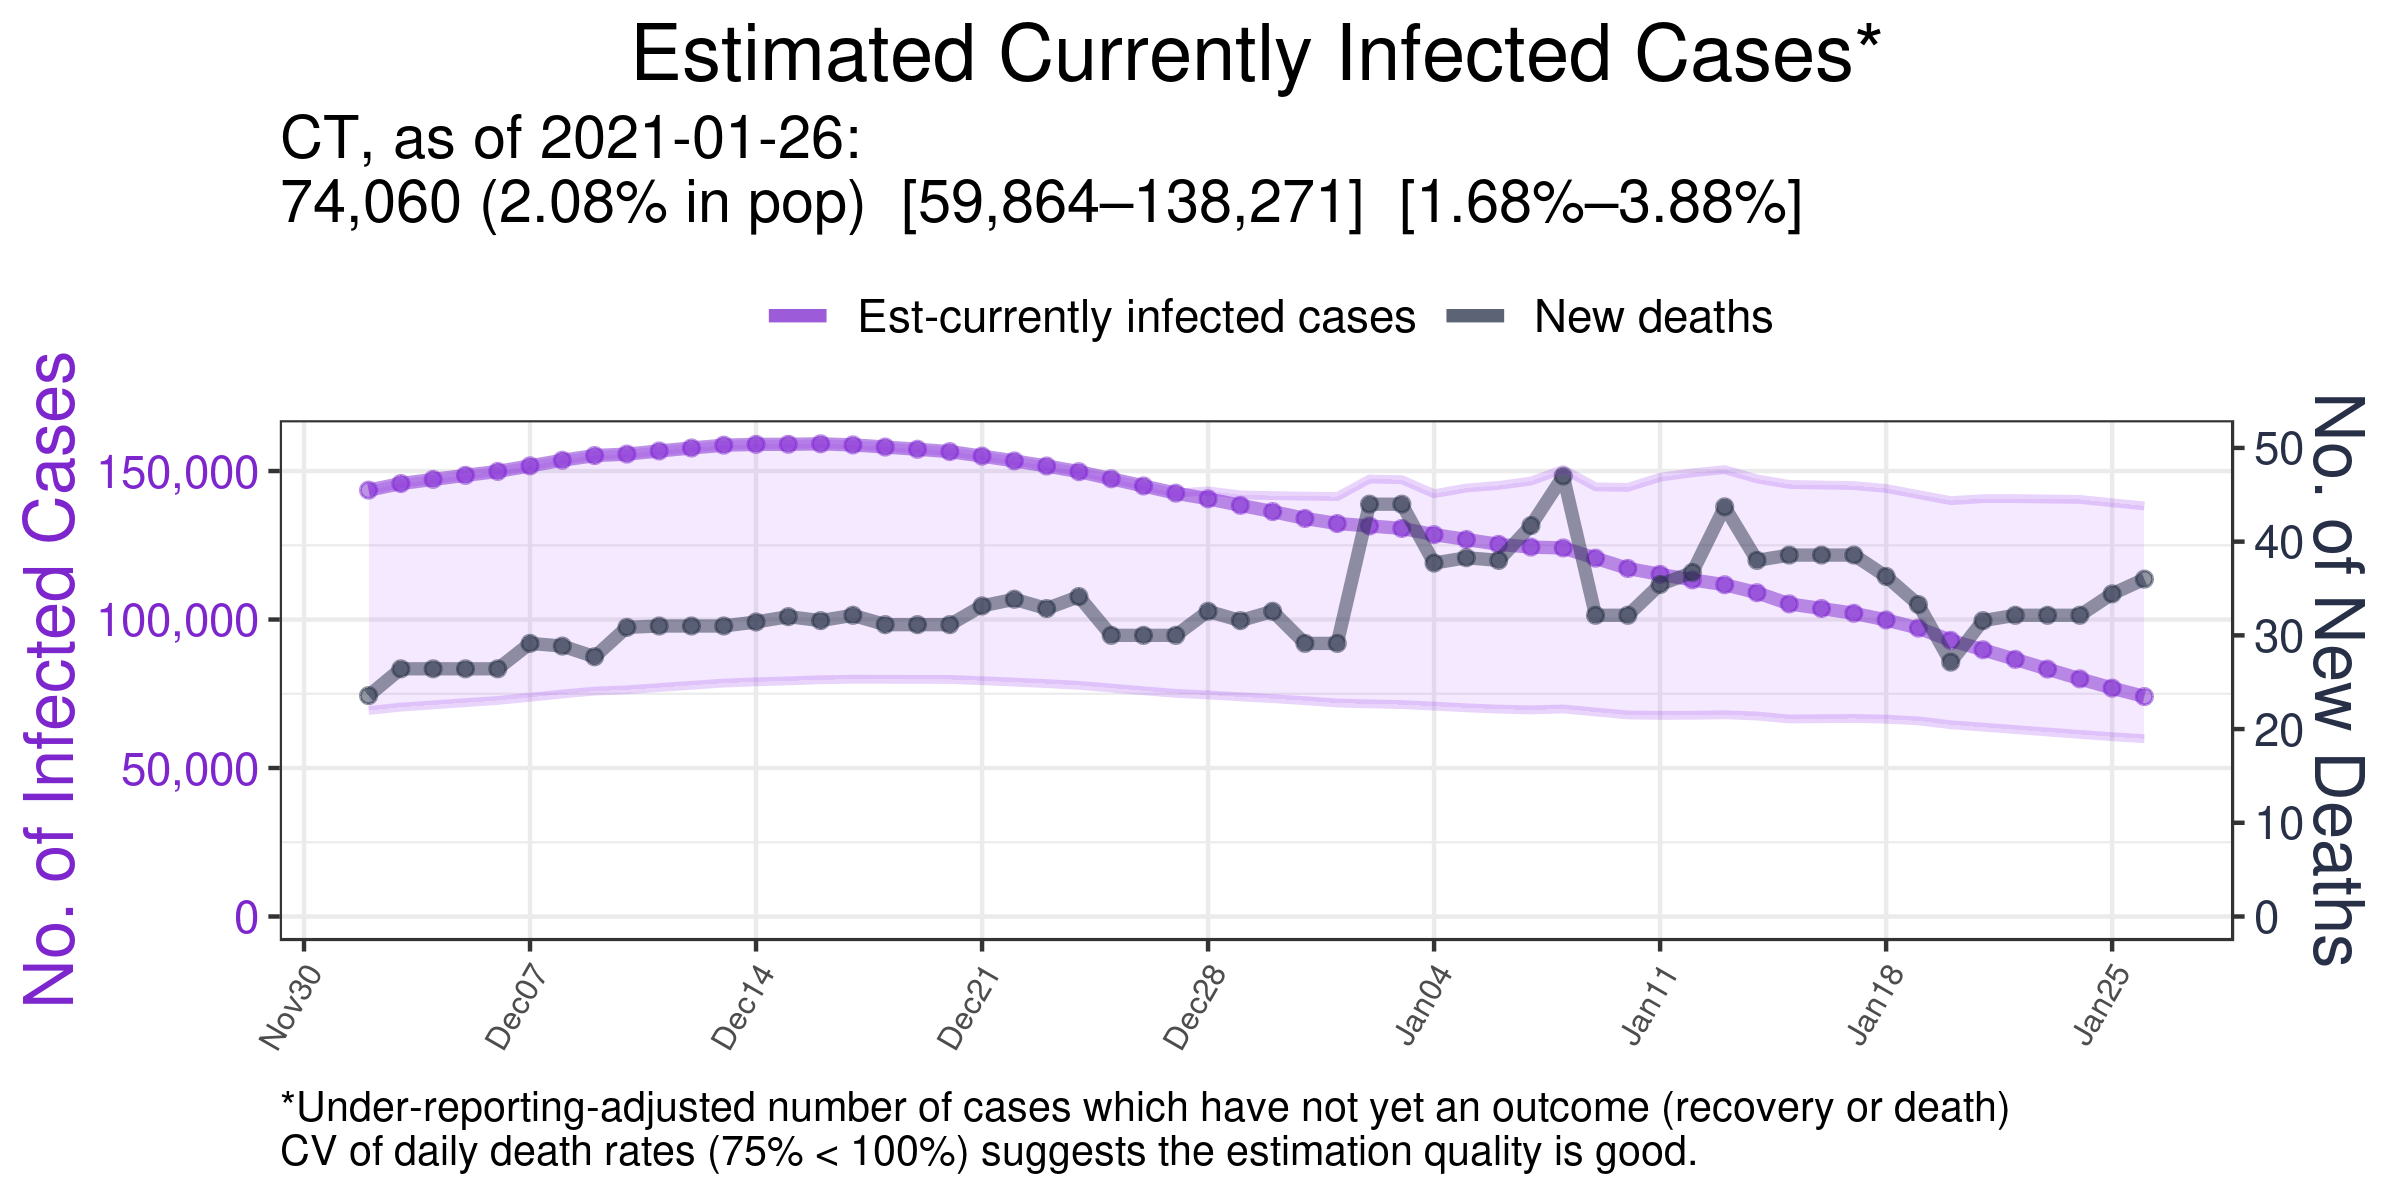 Estimated Currently Infected Cases*
CT, as of 2021-01-26:
74,060 (2.08% in pop)  [59,864–138,271]  [1.68%–3.88%]
Est-currently infected cases
New deaths
No. of Infected Cases
150,000
100,000
50,000
0
50
40
30
20
10
0
No. of New Deaths
Nov30
Dec07
Dec14
Dec21
Dec28
Jan04
Jan11
Jan18
Jan25
*Under-reporting-adjusted number of cases which have not yet an outcome (recovery or death)
CV of daily death rates (75% < 100%) suggests the estimation quality is good.